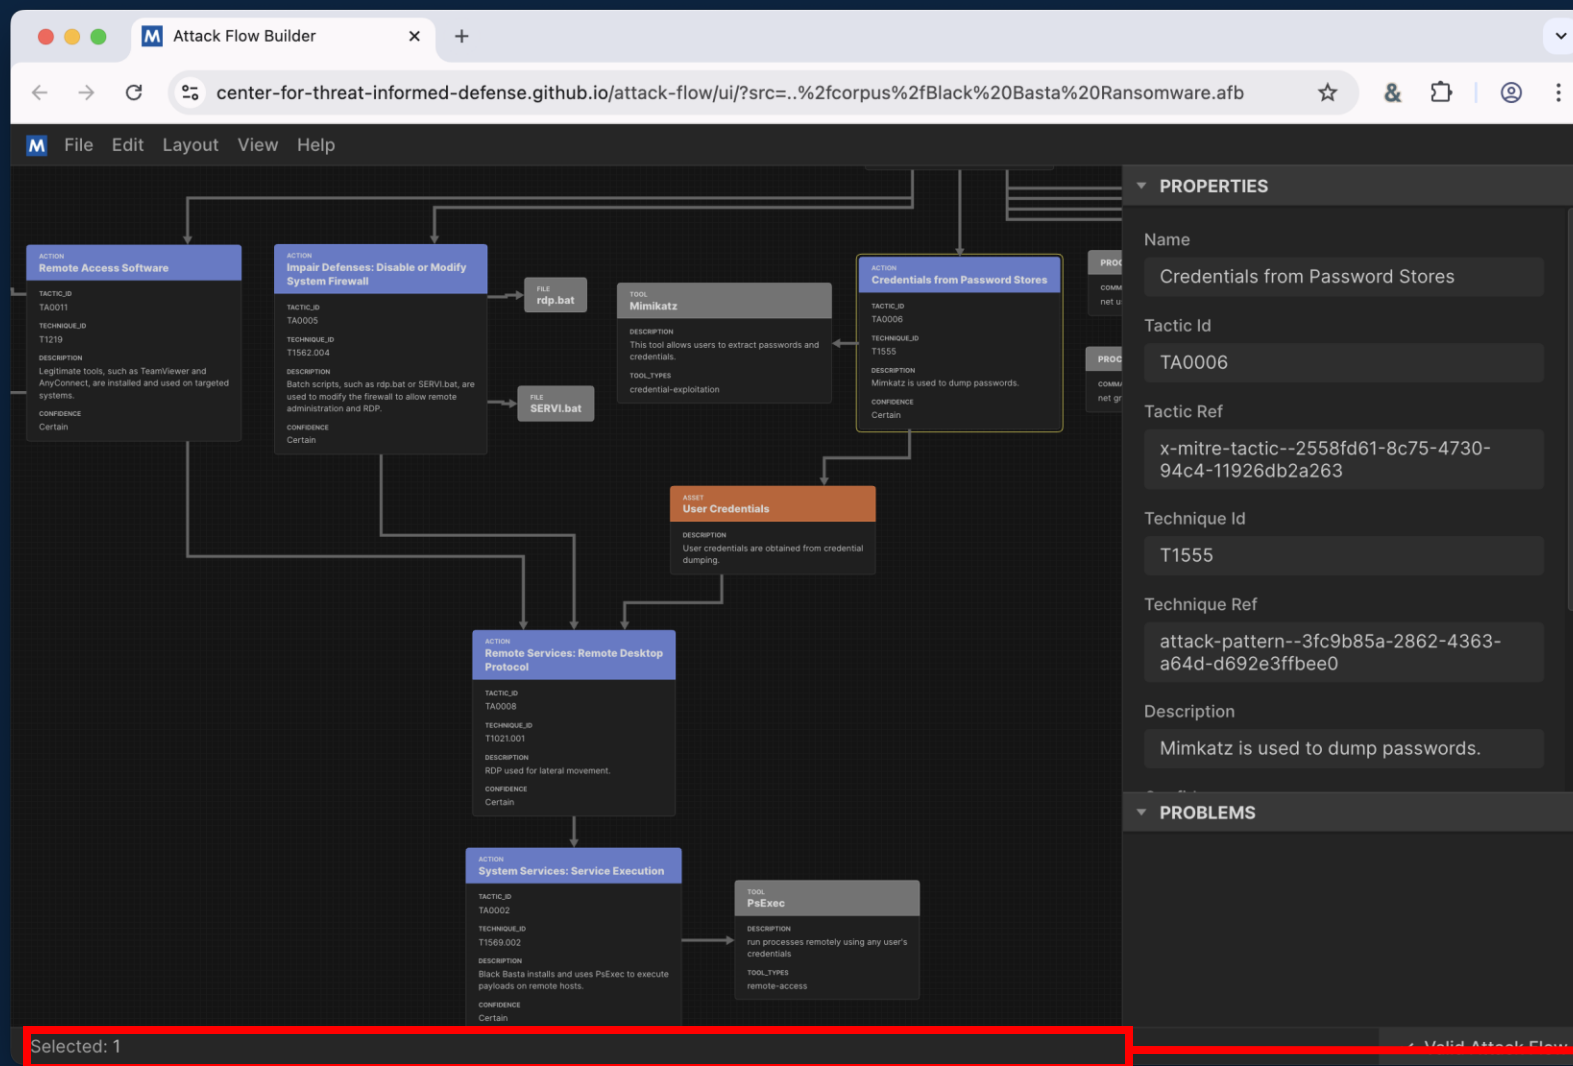 Attack Flow Builder
center-for-threat-informed-defense.github.io/attack-flow/ui/?src=..%2fcorpus%2fBlack%20Basta%20Ransomware.afb
M File Edit Layout View Help
ACTION
Remote Access Software
TACTIC_ID
TA0011
TECHNIQUE_ID
T1219
DESCRIPTION
Legitimate tools, such as TeamViewer and
AnyConnect, are installed and used on targeted
systems.
CONFIDENCE
Certain
ACTION
Impair Defenses: Disable or Modify
System Firewall
TACTIC_ID
TA0005
TECHNIQUE_ID
T1562.004
DESCRIPTION
Batch scripts, such as rdp.bat or SERVI.bat, are
used to modify the firewall to allow remote
administration and RDP.
CONFIDENCE
Certain
FILE
rdp.bat
FILE
SERVI.bat
TOOL
Mimikatz
DESCRIPTION
This tool allows users to extract passwords and
credentials.
TOOL_TYPES
credential-exploitation
ACTION
Credentials from Password Stores
TACTIC_ID
TA0006
TECHNIQUE_ID
T1555
DESCRIPTION
Mimkatz is used to dump passwords.
CONFIDENCE
Certain
PROC
COMM
net u
PROC
COMM
net gr
ASSET
User Credentials
DESCRIPTION
User credentials are obtained from credential
dumping.
ACTION
Remote Services: Remote Desktop
Protocol
TACTIC_ID
TA0008
TECHNIQUE_ID
T1021.001
DESCRIPTION
RDP used for lateral movement.
CONFIDENCE
Certain
ACTION
System Services: Service Execution
TACTIC_ID
TA0002
TECHNIQUE_ID
T1569.002
DESCRIPTION
Black Basta installs and uses PsExec to execute
payloads on remote hosts.
CONFIDENCE
Certain
TOOL
PsExec
DESCRIPTION
run processes remotely using any user's
credentials
TOOL_TYPES
remote-access
PROPERTIES
Name
Credentials from Password Stores
Tactic Id
TA0006
Tactic Ref
x-mitre-tactic--2558fd61-8c75-4730-
94c4-11926db2a263
Technique Id
T1555
Technique Ref
attack-pattern--3fc9b85a-2862-4363-
a64d-d692e3ffbee0
Description
Mimkatz is used to dump passwords.
PROBLEMS
Selected: 1
Valid Attack Flow